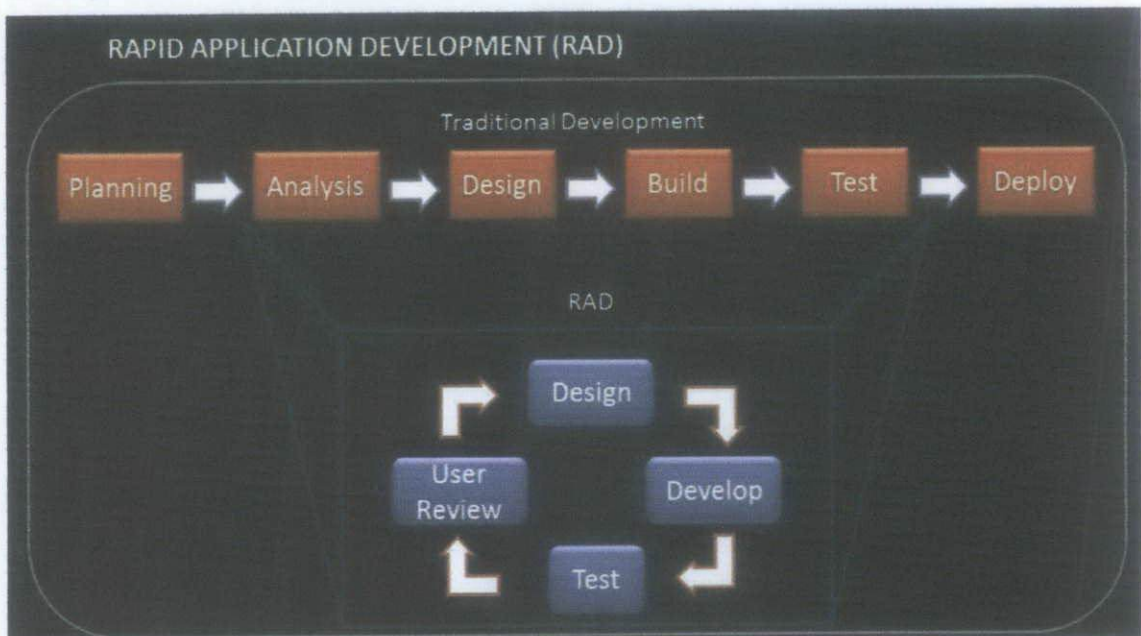 RAPID APPLICATION DEVELOPMENT (RAD)
Traditional Development
Planning
Analysis
Design
Build
Test
Deploy
RAD
Design
User
Review
Develop
Test